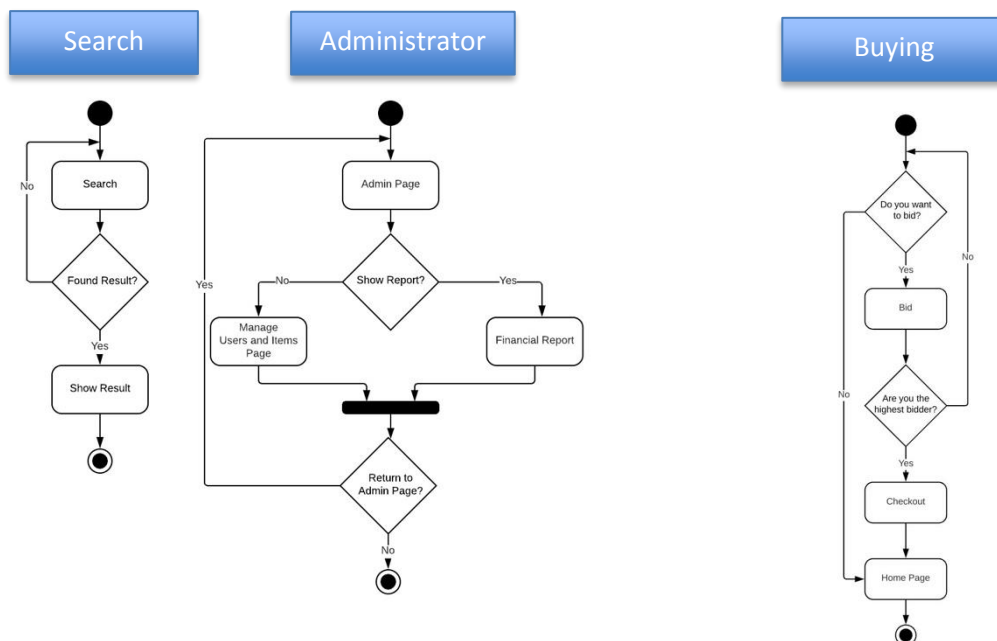 Search
Administrator
Buying
No
Search
Found Result?
Yes
Show Result
Admin Page
Yes
No
Show Report?
Yes
Manage
Users and Items
Page
Financial Report
Return to
Admin Page?
No
Do you want
to bid?
No
Yes
Bid
No
Are you the
highest bidder?
Yes
Checkout
Home Page